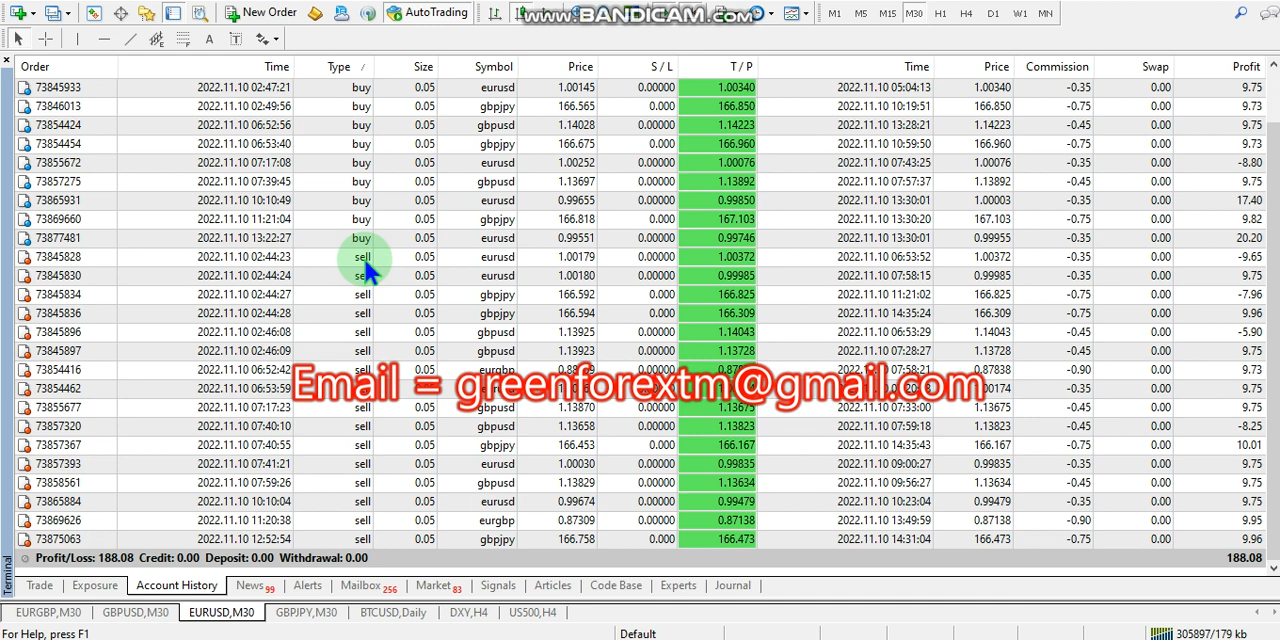 New Order AutoTrading www.BANDICAM.com M1 M5 M15 M30 H1 H4 D1 W1 MN
A T
Order Time Type / Size Symbol Price S / L T / P Time Price Commission Swap Profit
73845933 2022.11.10 02:47:21 buy 0.05 eurusd 1.00145 0.00000 1.00340 2022.11.10 05:04:13 1.00340 -0.35 0.00 9.75
73846013 2022.11.10 02:49:56 buy 0.05 gbpjpy 166.565 0.000 166.850 2022.11.10 10:19:51 166.850 -0.75 0.00 9.73
73854424 2022.11.10 06:52:56 buy 0.05 gbpusd 1.14028 0.00000 1.14223 2022.11.10 13:28:21 1.14223 -0.45 0.00 9.75
73854454 2022.11.10 06:53:40 buy 0.05 gbpjpy 166.675 0.000 166.960 2022.11.10 10:59:50 166.960 -0.75 0.00 9.73
73855672 2022.11.10 07:17:08 buy 0.05 eurusd 1.00252 0.00000 1.00076 2022.11.10 07:43:25 1.00076 -0.35 0.00 -8.80
73857275 2022.11.10 07:39:45 buy 0.05 gbpusd 1.13697 0.00000 1.13892 2022.11.10 07:57:37 1.13892 -0.45 0.00 9.75
73865931 2022.11.10 10:10:49 buy 0.05 eurusd 0.99655 0.00000 0.99850 2022.11.10 13:30:01 1.00003 -0.35 0.00 17.40
73869660 2022.11.10 11:21:04 buy 0.05 gbpjpy 166.818 0.000 167.103 2022.11.10 13:30:20 167.103 -0.75 0.00 9.82
73877481 2022.11.10 13:22:27 buy 0.05 eurusd 0.99551 0.00000 0.99746 2022.11.10 13:30:01 0.99955 -0.35 0.00 20.20
73845828 2022.11.10 02:44:23 sell 0.05 eurusd 1.00179 0.00000 1.00372 2022.11.10 06:53:52 1.00372 -0.35 0.00 -9.65
73845830 2022.11.10 02:44:24 sell 0.05 eurusd 1.00180 0.00000 0.99985 2022.11.10 07:58:15 0.99985 -0.35 0.00 9.75
73845834 2022.11.10 02:44:27 sell 0.05 gbpjpy 166.592 0.000 166.825 2022.11.10 11:21:02 166.825 -0.75 0.00 -7.96
73845836 2022.11.10 02:44:28 sell 0.05 gbpjpy 166.594 0.000 166.309 2022.11.10 14:35:24 166.309 -0.75 0.00 9.96
73845896 2022.11.10 02:46:08 sell 0.05 gbpusd 1.13925 0.00000 1.14043 2022.11.10 06:53:29 1.14043 -0.45 0.00 -5.90
73845897 2022.11.10 02:46:09 sell 0.05 gbpusd 1.13923 0.00000 1.13728 2022.11.10 07:28:27 1.13728 -0.45 0.00 9.75
73854416 2022.11.10 06:52:42 sell 0.05 eurgbp 0.00000 2022.11.10 07:58:21 0.87838 -0.90 0.00
Email = greenforextm@gmail.com
73854462 sell 0.05 -0.35 0.00 9.75
73855677 2022.11.10 07:17:23 sell 0.05 gbpusd 1.13870 0.00000 1.13675 2022.11.10 07:33:00 1.13675 -0.45 0.00 9.75
73857320 2022.11.10 07:40:10 sell 0.05 gbpusd 1.13658 0.00000 1.13823 2022.11.10 07:59:18 1.13823 -0.45 0.00 -8.25
73857367 2022.11.10 07:40:55 sell 0.05 gbpjpy 166.453 0.000 166.167 2022.11.10 14:35:43 166.167 -0.75 0.00 10.01
73857393 2022.11.10 07:41:21 sell 0.05 eurusd 1.00030 0.00000 0.99835 2022.11.10 09:00:27 0.99835 -0.35 0.00 9.75
73858561 2022.11.10 07:59:26 sell 0.05 gbpusd 1.13829 0.00000 1.13634 2022.11.10 09:56:27 1.13634 -0.45 0.00 9.75
73865884 2022.11.10 10:10:04 sell 0.05 eurusd 0.99674 0.00000 0.99479 2022.11.10 10:23:04 0.99479 -0.35 0.00 9.75
73869626 2022.11.10 11:20:38 sell 0.05 eurgbp 0.87309 0.00000 0.87138 2022.11.10 13:49:59 0.87138 -0.90 0.00 9.95
73875063 2022.11.10 12:52:54 sell 0.05 gbpjpy 166.758 0.000 166.473 2022.11.10 14:31:04 166.473 -0.75 0.00 9.96
Profit/Loss: 188.08 Credit: 0.00 Deposit: 0.00 Withdrawal: 0.00 188.08
Terminal
Trade Exposure Account History News 99 Alerts Mailbox 256 Market 83 Signals Articles Code Base Experts Journal
EURGBP,M30 GBPUSD,M30 EURUSD,M30 GBPJPY,M30 BTCUSD,Daily DXY,H4 US500,H4
For Help, press F1 Default 305897/179 kb